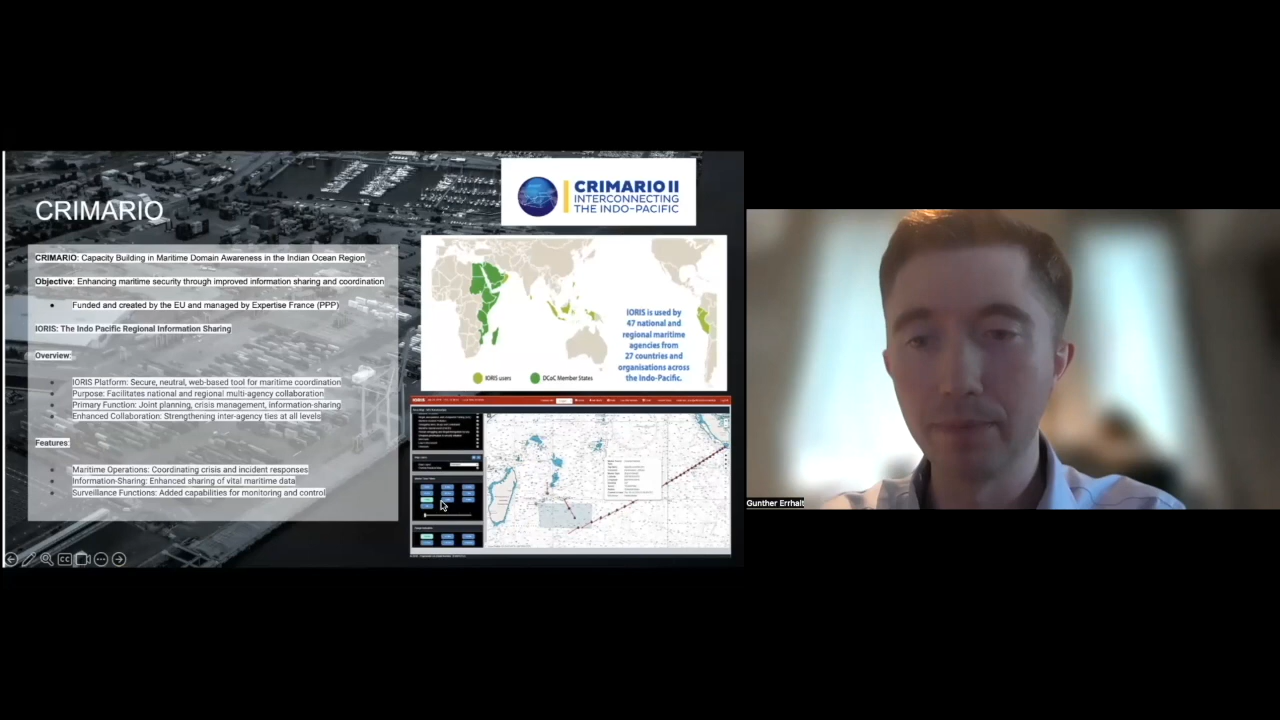 CRIMARIO
CRIMARIO II
INTERCONNECTING
THE INDO-PACIFIC
CRIMARIO: Capacity Building in Maritime Domain Awareness in the Indian Ocean Region
Objective: Enhancing maritime security through improved information sharing and coordination
• Funded and created by the EU and managed by Expertise France (PPP)
IORIS: The Indo Pacific Regional Information Sharing
Overview:
• IORIS Platform: Secure, neutral, web-based tool for maritime coordination
• Purpose: Facilitates national and regional multi-agency collaboration
• Primary Function: Joint planning, crisis management, information-sharing
• Enhanced Collaboration: Strengthening inter-agency ties at all levels
Features:
• Maritime Operations: Coordinating crisis and incident responses
• Information-Sharing: Enhanced sharing of vital maritime data
• Surveillance Functions: Added capabilities for monitoring and control
IORIS is used by
47 national and
regional maritime
agencies from
27 countries and
organisations across
the Indo-Pacific.
IORIS users
DCoC Member States
CC
Gunther Errhalt